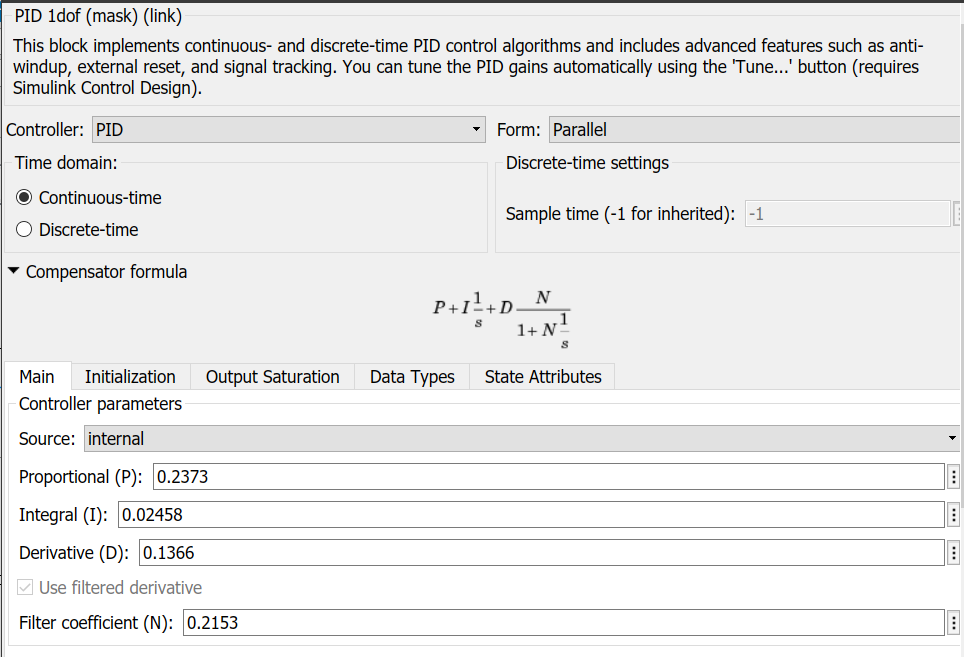 PID 1dof (mask) (link)
This block implements continuous- and discrete-time PID control algorithms and includes advanced features such as anti-
windup, external reset, and signal tracking. You can tune the PID gains automatically using the 'Tune...' button (requires
Simulink Control Design).
Controller: PID Form: Parallel
Time domain: Discrete-time settings
Continuous-time
Sample time (-1 for inherited): -1
Discrete-time
Compensator formula
P + I 1/s + D N/(1 + N 1/s)
Main Initialization Output Saturation Data Types State Attributes
Controller parameters
Source: internal
Proportional (P): 0.2373
Integral (I): 0.02458
Derivative (D): 0.1366
Use filtered derivative
Filter coefficient (N): 0.2153